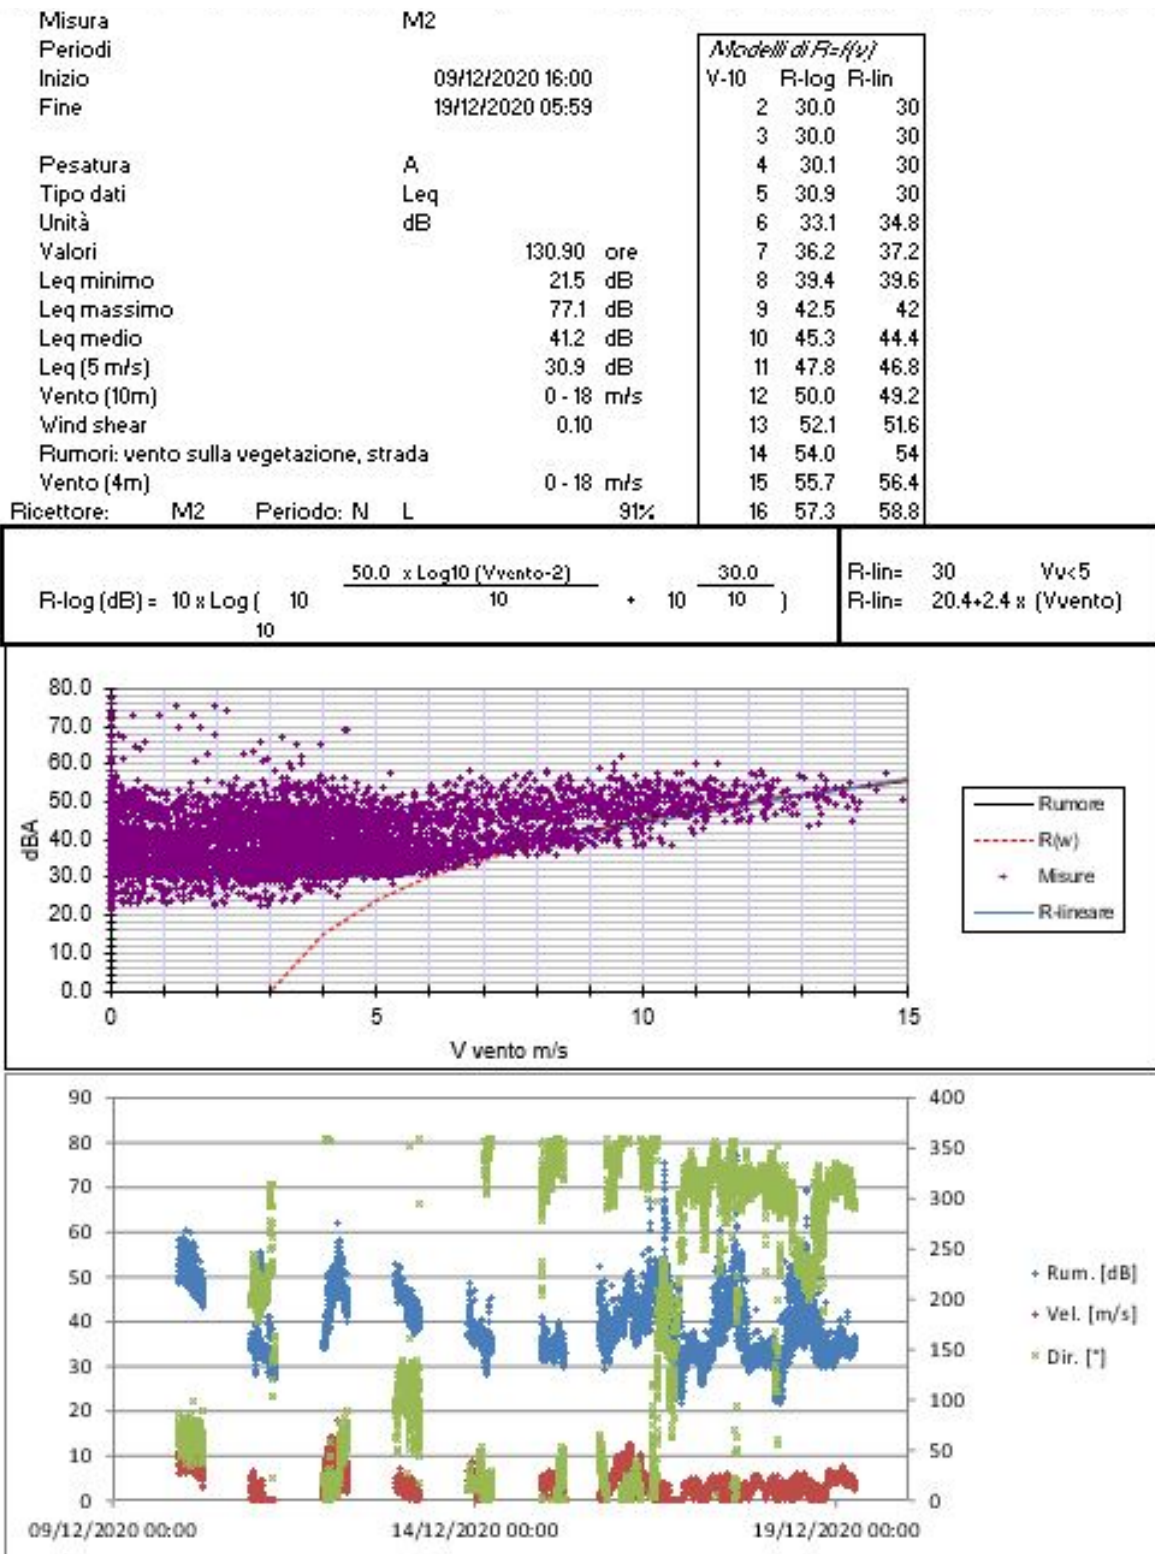 Misura M2
Periodi
Inizio 09/12/2020 16:00
Fine 19/12/2020 05:59
Pesatura A
Tipo dati Leq
Unità dB
Valori 130.90 ore
Leq minimo 21.5 dB
Leq massimo 77.1 dB
Leq medio 41.2 dB
Leq (5 m/s) 30.9 dB
Vento (10m) 0 - 18 m/s
Wind shear 0.10
Rumori: vento sulla vegetazione, strada
Vento (4m) 0 - 18 m/s
Ricettore: M2 Periodo: N L 91%
Modelli di R=f(v)
V-10 R-log R-lin
2 30.0 30
3 30.0 30
4 30.1 30
5 30.9 30
6 33.1 34.8
7 36.2 37.2
8 39.4 39.6
9 42.5 42
10 45.3 44.4
11 47.8 46.8
12 50.0 49.2
13 52.1 51.6
14 54.0 54
15 55.7 56.4
16 57.3 58.8
50.0 x Log10 (Vvento-2) 30.0
R-log (dB) = 10 x Log ( 10 10 + 10 10 )
10
R-lin= 30 Vv<5
R-lin= 20.4+2.4 x (Vvento)
80.0
70.0
60.0
50.0
40.0
30.0
20.0
10.0
0.0
dBA
0 5 10 15
V vento m/s
Rumore
R(w)
Misure
R-lineare
90 400
80 350
70 300
60 250
50 200
40 150
30 100
20 50
10 0
0
09/12/2020 00:00 14/12/2020 00:00 19/12/2020 00:00
Rum. [dB]
Vel. [m/s]
Dir. [°]